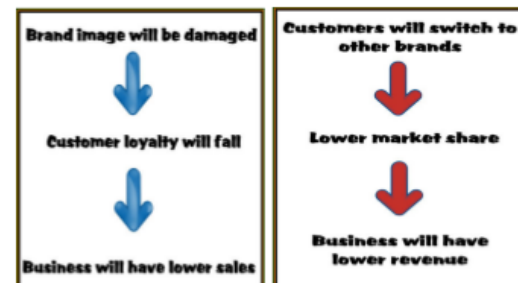 Brand image will be damaged
Customer loyalty will fall
Business will have lower sales
Customers will switch to
other brands
Lower market share
Business will have
lower revenue